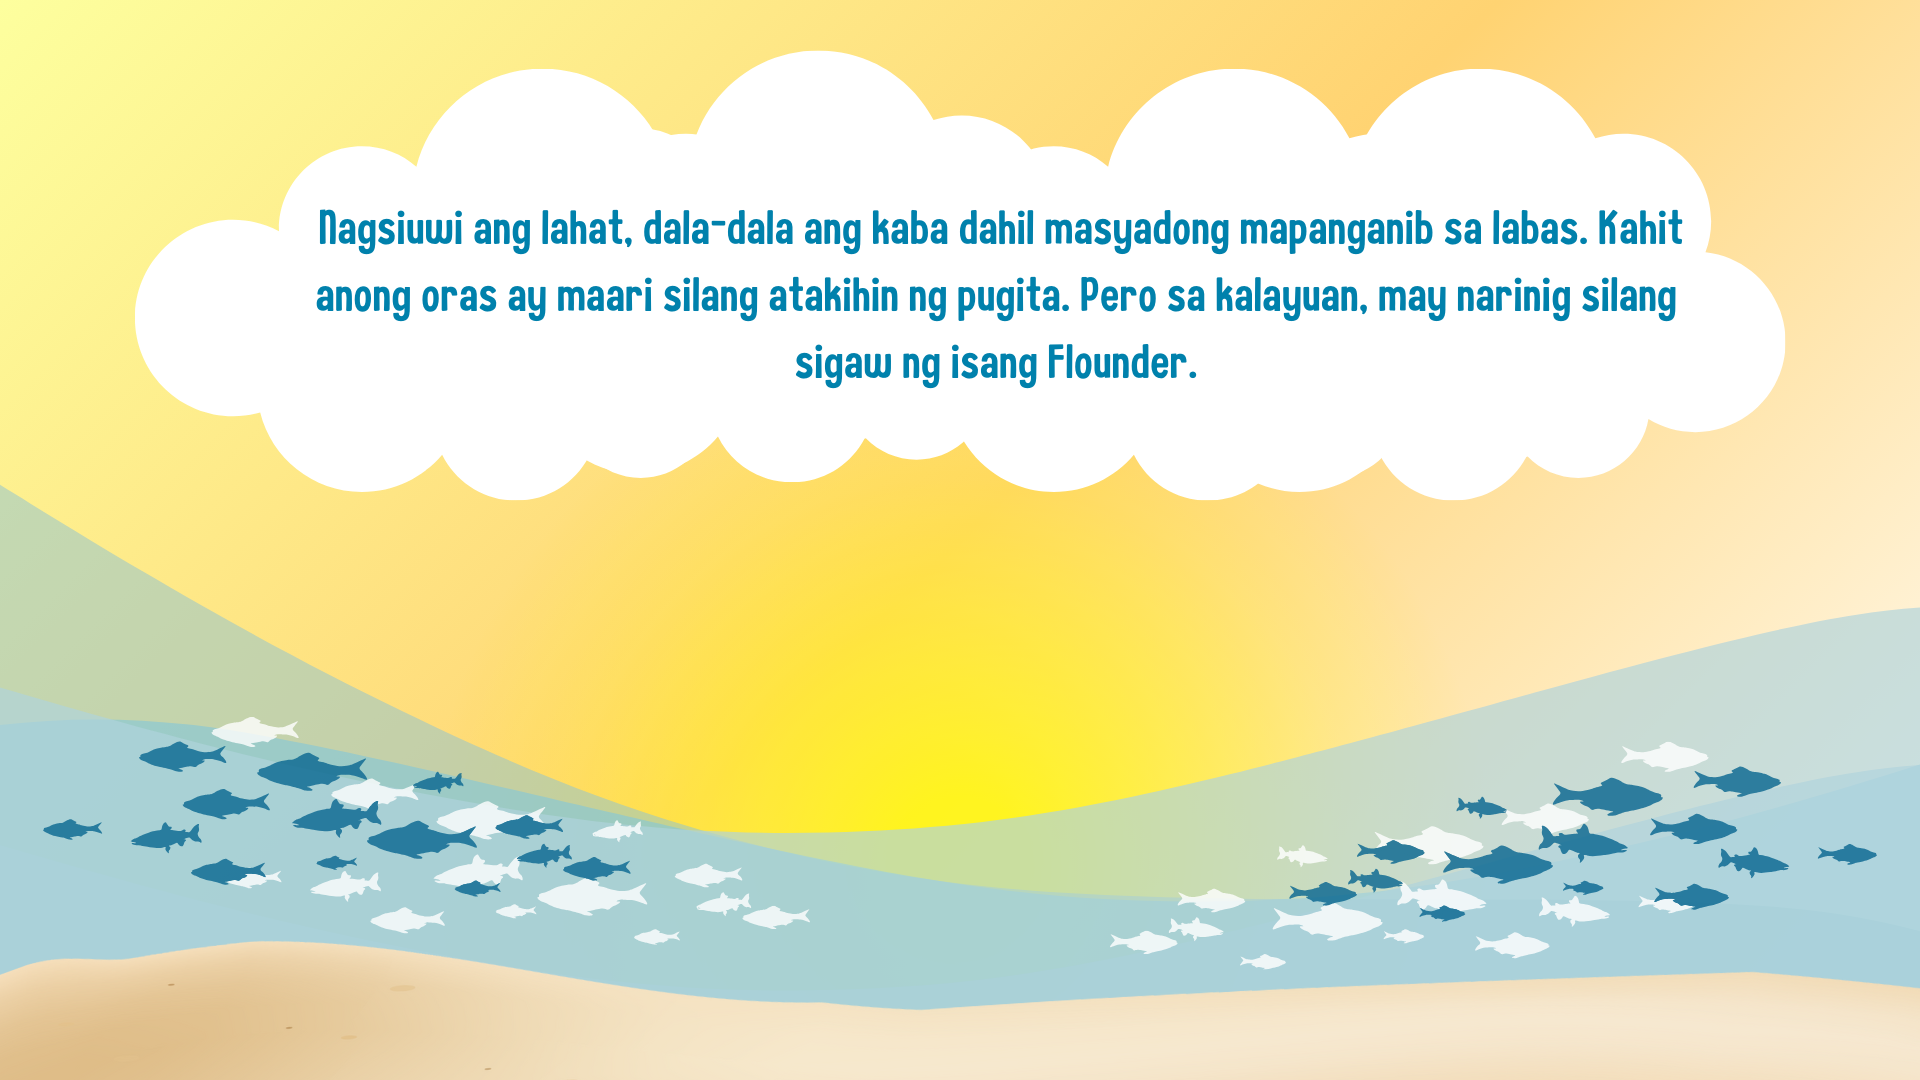 Nagsiuwi ang lahat, dala-dala ang kaba dahil masyadong mapanganib sa labas. Kahit
anong oras ay maari silang atakihin ng pugita. Pero sa kalayuan, may narinig silang
sigaw ng isang Flounder.